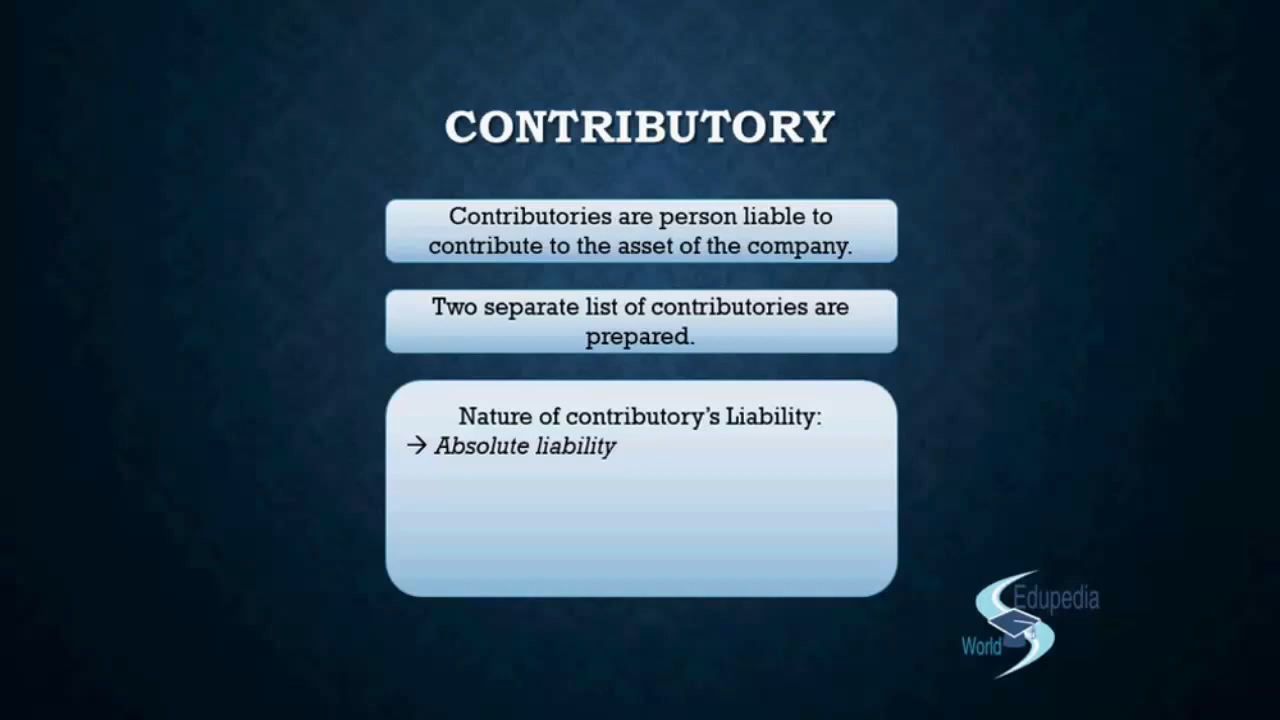 CONTRIBUTORY
Contributories are person liable to
contribute to the asset of the company.
Two separate list of contributories are
prepared.
Nature of contributory’s Liability:
→ Absolute liability
Edupedia
World